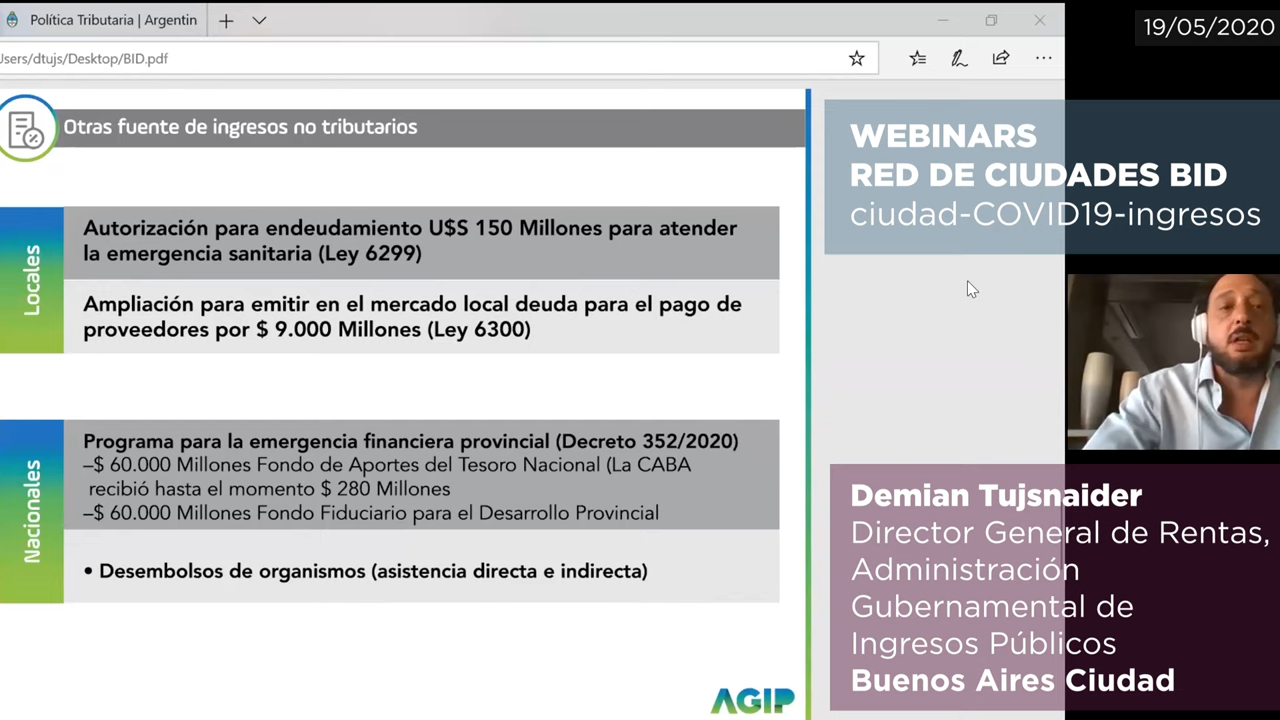 Política Tributaria | Argentin
19/05/2020
sers/dtujs/Desktop/BID.pdf
Otras fuente de ingresos no tributarios
Locales
Autorización para endeudamiento U$S 150 Millones para atender
la emergencia sanitaria (Ley 6299)
Ampliación para emitir en el mercado local deuda para el pago de
proveedores por $ 9.000 Millones (Ley 6300)
Nacionales
Programa para la emergencia financiera provincial (Decreto 352/2020)
–$ 60.000 Millones Fondo de Aportes del Tesoro Nacional (La CABA
recibió hasta el momento $ 280 Millones
–$ 60.000 Millones Fondo Fiduciario para el Desarrollo Provincial
• Desembolsos de organismos (asistencia directa e indirecta)
AGIP
WEBINARS
RED DE CIUDADES BID
ciudad-COVID19-ingresos
Demian Tujsnaider
Director General de Rentas,
Administración
Gubernamental de
Ingresos Públicos
Buenos Aires Ciudad